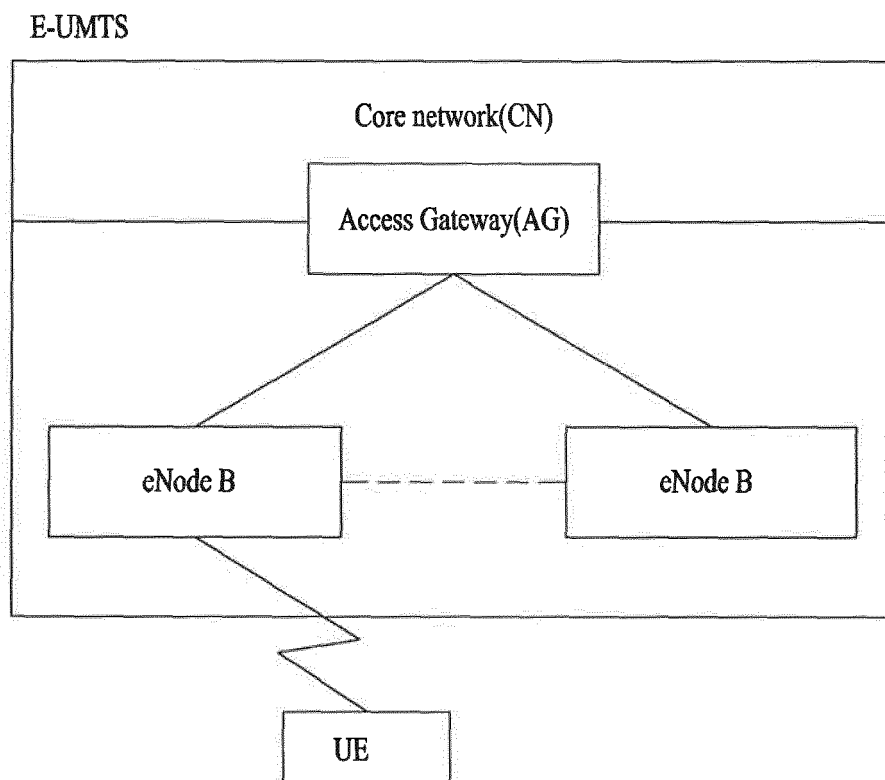 E-UMTS
Core network(CN)
Access Gateway(AG)
eNode B
eNode B
UE